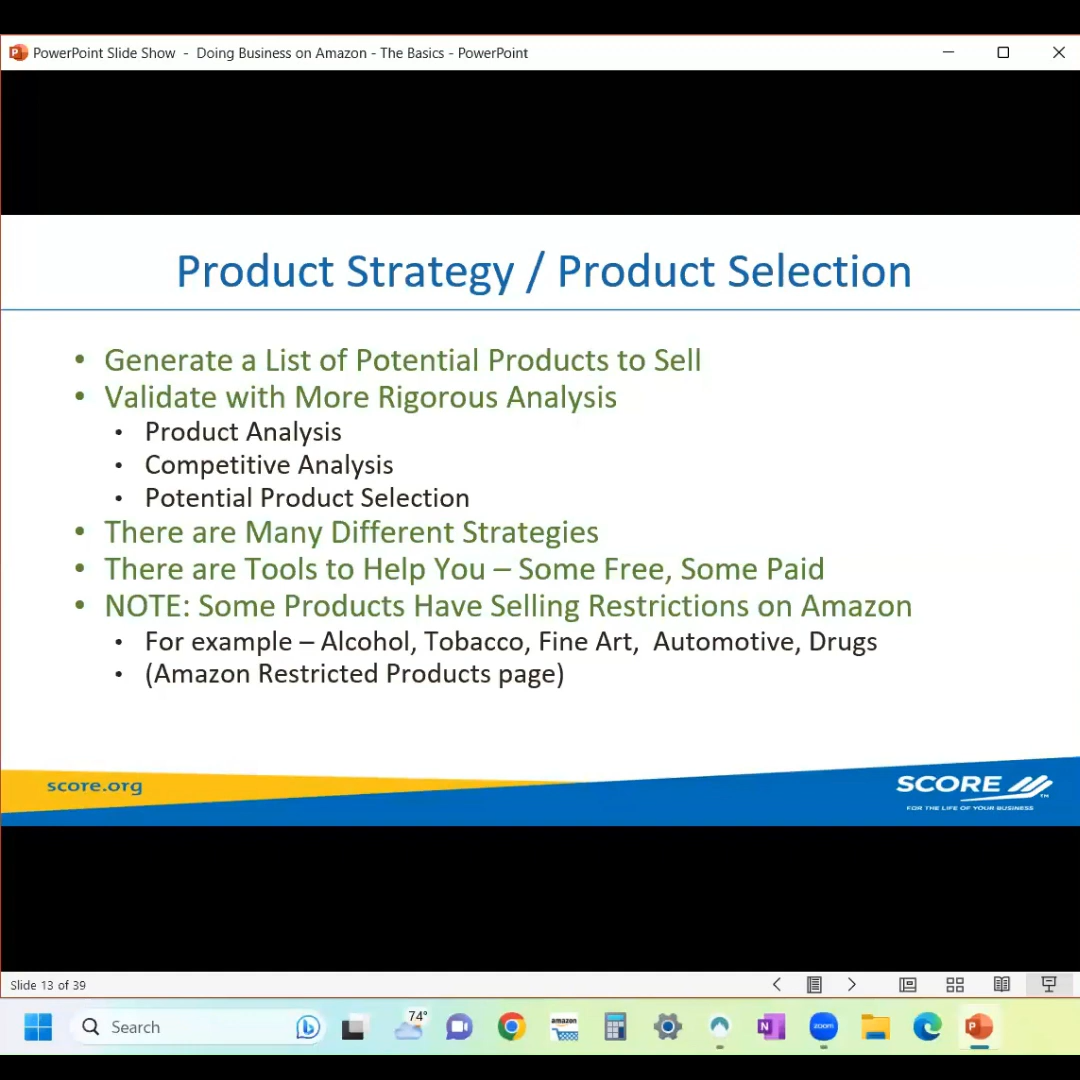 PowerPoint Slide Show - Doing Business on Amazon - The Basics - PowerPoint
Product Strategy / Product Selection
• Generate a List of Potential Products to Sell
• Validate with More Rigorous Analysis
• Product Analysis
• Competitive Analysis
• Potential Product Selection
• There are Many Different Strategies
• There are Tools to Help You – Some Free, Some Paid
• NOTE: Some Products Have Selling Restrictions on Amazon
• For example – Alcohol, Tobacco, Fine Art, Automotive, Drugs
• (Amazon Restricted Products page)
score.org
SCORE
TM
FOR THE LIFE OF YOUR BUSINESS
Slide 13 of 39
Search
74°
amazon
N
zoom
P